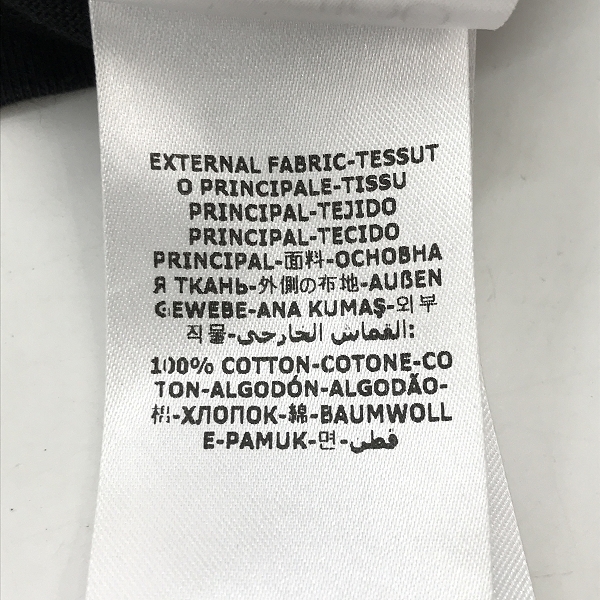 EXTERNAL FABRIC-TESSUT
O PRINCIPALE-TISSU
PRINCIPAL-TEJIDO
PRINCIPAL-TECIDO
PRINCIPAL-面料-ОСНОВНА
Я ТКАНЬ-外側の布地-AUßEN
GEWEBE-ANA KUMAŞ-외부
직물-القماش الخارجى:
100% COTTON-COTONE-CO
TON-ALGODÓN-ALGODÃO-
棉-ХЛОПОК-綿-BAUMWOLL
E-PAMUK-면-قطن